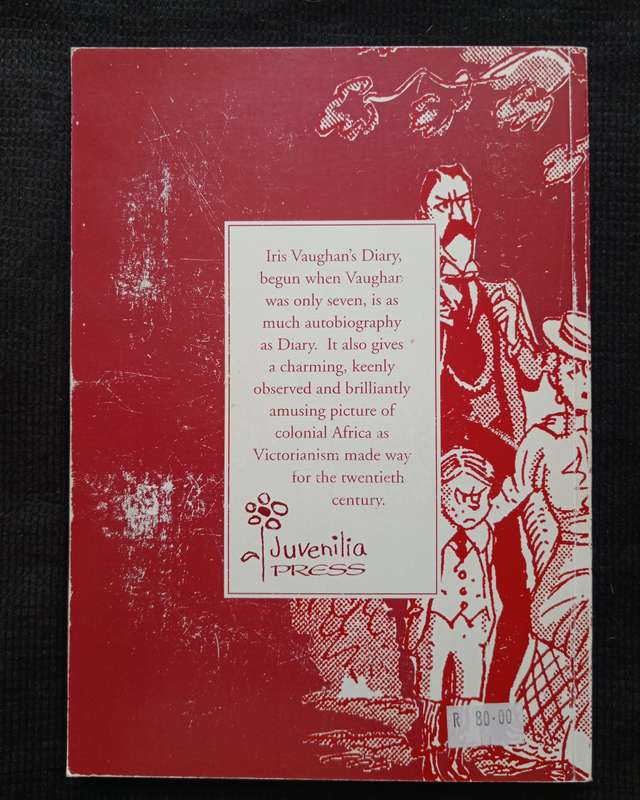 Iris Vaughan's Diary,
begun when Vaughan
was only seven, is as
much autobiography
as Diary. It also gives
a charming, keenly
observed and brilliantly
amusing picture of
colonial Africa as
Victorianism made way
for the twentieth
century.
Juvenilia
PRESS
R 80-00